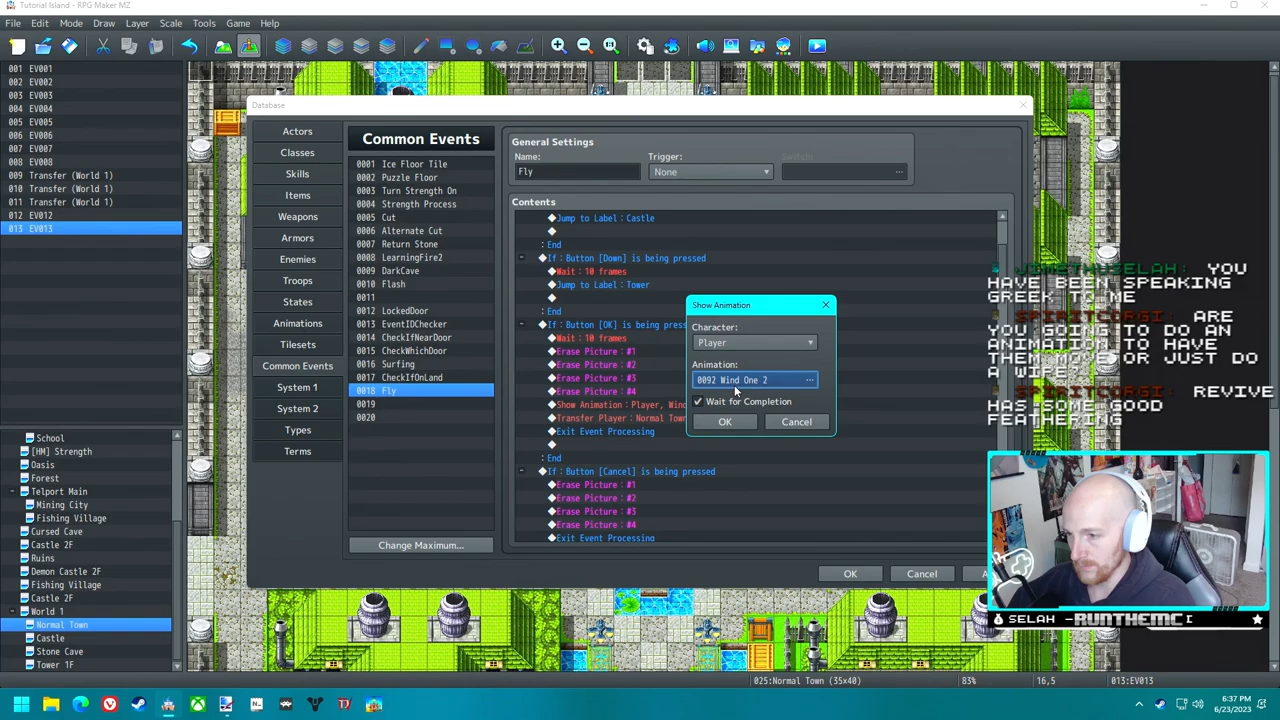 Tutorial Island - RPG Maker MZ
File Edit Mode Draw Layer Scale Tools Game Help
001 EV001
002 EV002
003 EV003
004 EV004
005 EV005
006 EV006
007 EV007
008 EV008
009 Transfer (World 1)
010 Transfer (World 1)
011 Transfer (World 1)
012 EV012
013 EV013
School
[HM] Strength
Oasis
Forest
Telport Main
Mining City
Fishing Village
Cursed Cave
Castle 2F
Ruins
Demon Castle 2F
Fishing Village
Castle 2F
World 1
Normal Town
Castle
Stone Cave
Tower 1F
Database
Actors
Classes
Skills
Items
Weapons
Armors
Enemies
Troops
States
Animations
Tilesets
Common Events
System 1
System 2
Types
Terms
Common Events
0001 Ice Floor Tile
0002 Puzzle Floor
0003 Turn Strength On
0004 Strength Process
0005 Cut
0006 Alternate Cut
0007 Return Stone
0008 LearningFire2
0009 DarkCave
0010 Flash
0011
0012 LockedDoor
0013 EventIDChecker
0014 CheckIfNearDoor
0015 CheckWhichDoor
0016 Surfing
0017 CheckIfOnLand
0018 Fly
0019
0020
Change Maximum...
General Settings
Name: Trigger: Switch:
Fly None ...
Contents
◆Jump to Label：Castle
◆
：End
◆If：Button [Down] is being pressed
◆Wait：10 frames
◆Jump to Label：Tower
◆
：End
◆If：Button [OK] is being press
◆Wait：10 frames
◆Erase Picture：#1
◆Erase Picture：#2
◆Erase Picture：#3
◆Erase Picture：#4
◆Show Animation：Player, Win
◆Transfer Player：Normal Tow
◆Exit Event Processing
◆
：End
◆If：Button [Cancel] is being pressed
◆Erase Picture：#1
◆Erase Picture：#2
◆Erase Picture：#3
◆Erase Picture：#4
◆Exit Event Processing
OK Cancel A
Show Animation
Character:
Player
Animation:
0092 Wind One 2 ...
Wait for Completion
OK Cancel
JIMETHUSELAH: YOU
HAVE BEEN SPEAKING
GREEK TO ME
SPIRITCORGI: ARE
YOU GOING TO DO AN
ANIMATION TO HAVE
THEM MOVE OR JUST DO
A WIPE?
SPIRITCORGI: REVIVE
HAS SOME GOOD
FEATHERING
SELAH -RUNTHEMC I
025:Normal Town (35x40) 83% 16,5 013:EV013
6:37 PM
6/23/2023